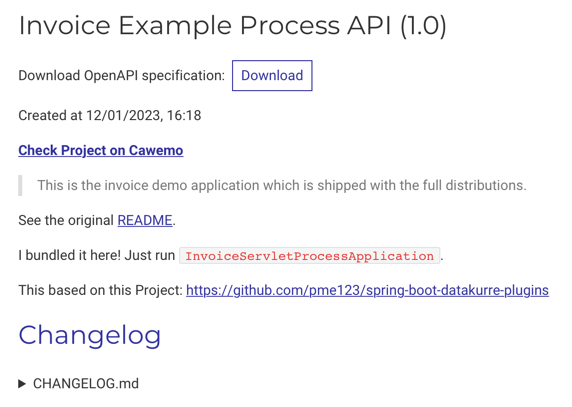 Invoice Example Process API (1.0)
Download OpenAPI specification: Download
Created at 12/01/2023, 16:18
Check Project on Cawemo
This is the invoice demo application which is shipped with the full distributions.
See the original README.
I bundled it here! Just run InvoiceServletProcessApplication.
This based on this Project: https://github.com/pme123/spring-boot-datakurre-plugins
Changelog
CHANGELOG.md